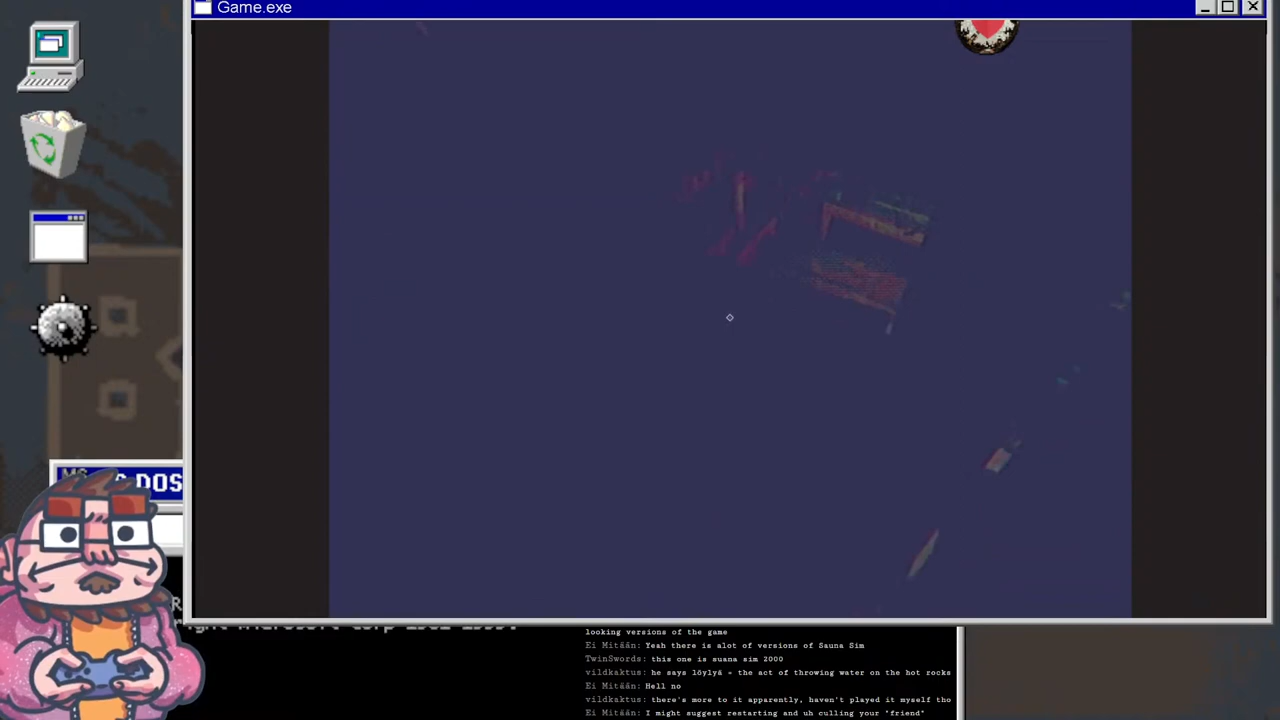 Game.exe
DOS
looking versions of the game
Ei Mitään: Yeah there is alot of versions of Sauna Sim
TwinSwords: this one is suana sim 2000
vildkaktus: he says löylyä = the act of throwing water on the hot rocks
Ei Mitään: Hell no
vildkaktus: there's more to it apparently, haven't played it myself tho
Ei Mitään: I might suggest restarting and uh culling your "friend"